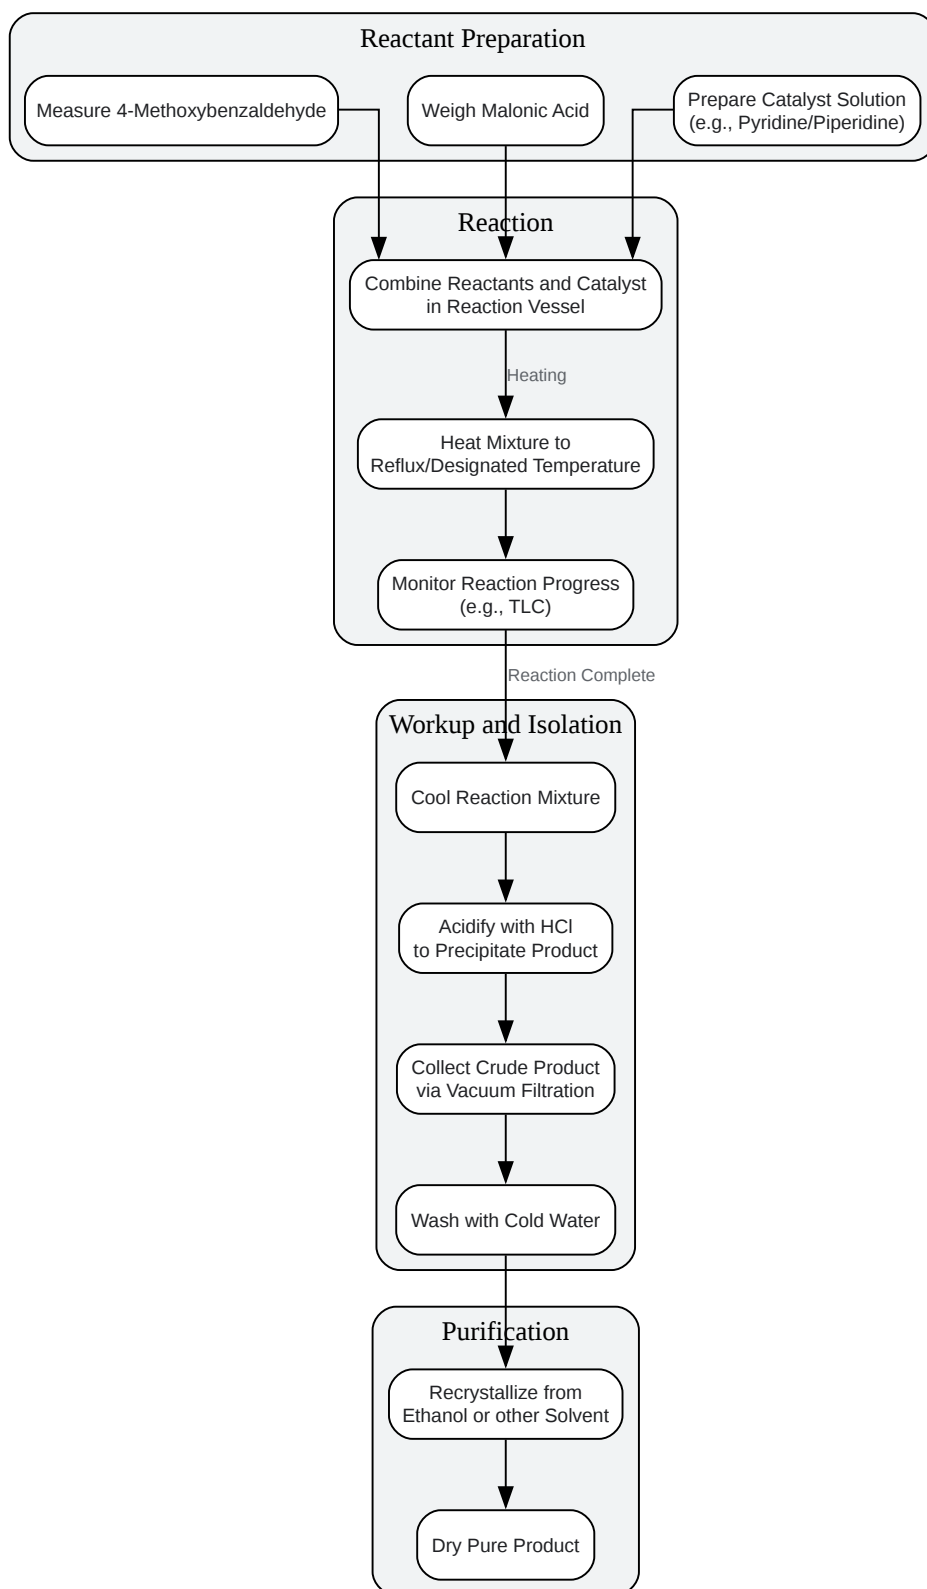 Reactant Preparation
Measure 4-Methoxybenzaldehyde
Weigh Malonic Acid
Prepare Catalyst Solution
(e.g., Pyridine/Piperidine)
Reaction
Combine Reactants and Catalyst
in Reaction Vessel
Heating
Heat Mixture to
Reflux/Designated Temperature
Monitor Reaction Progress
(e.g., TLC)
Reaction Complete
Workup and Isolation
Cool Reaction Mixture
Acidify with HCl
to Precipitate Product
Collect Crude Product
via Vacuum Filtration
Wash with Cold Water
Purification
Recrystallize from
Ethanol or other Solvent
Dry Pure Product